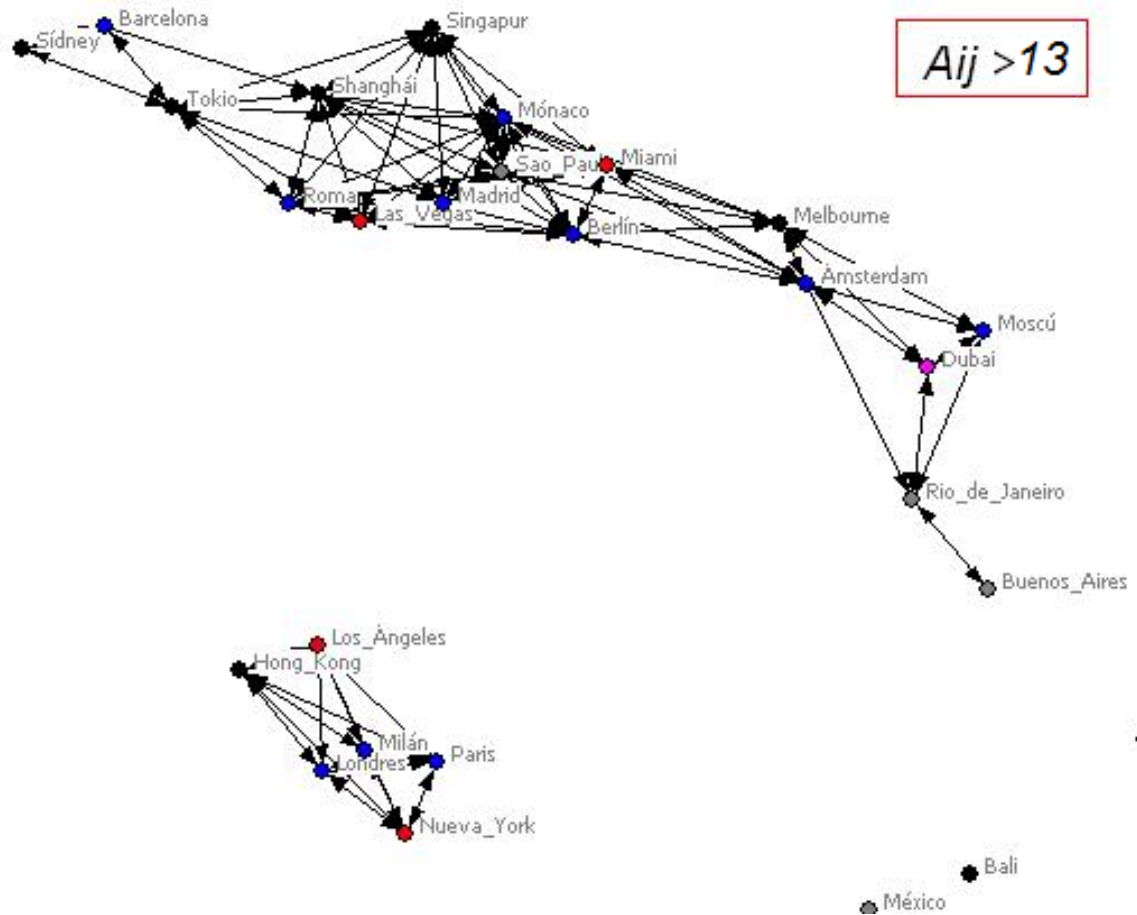 Singapur
Barcelona
Sídney
Aij >13
Shanghái
Tokio
Mónaco
Sao_Paulo
Miami
Roma
Madrid
Las_Vegas
Melbourne
Berlín
Ámsterdam
Moscú
Dubai
Rio_de_Janeiro
Buenos_Aires
Los_Ángeles
Hong_Kong
Milán
Paris
Londres
Nueva_York
Bali
México